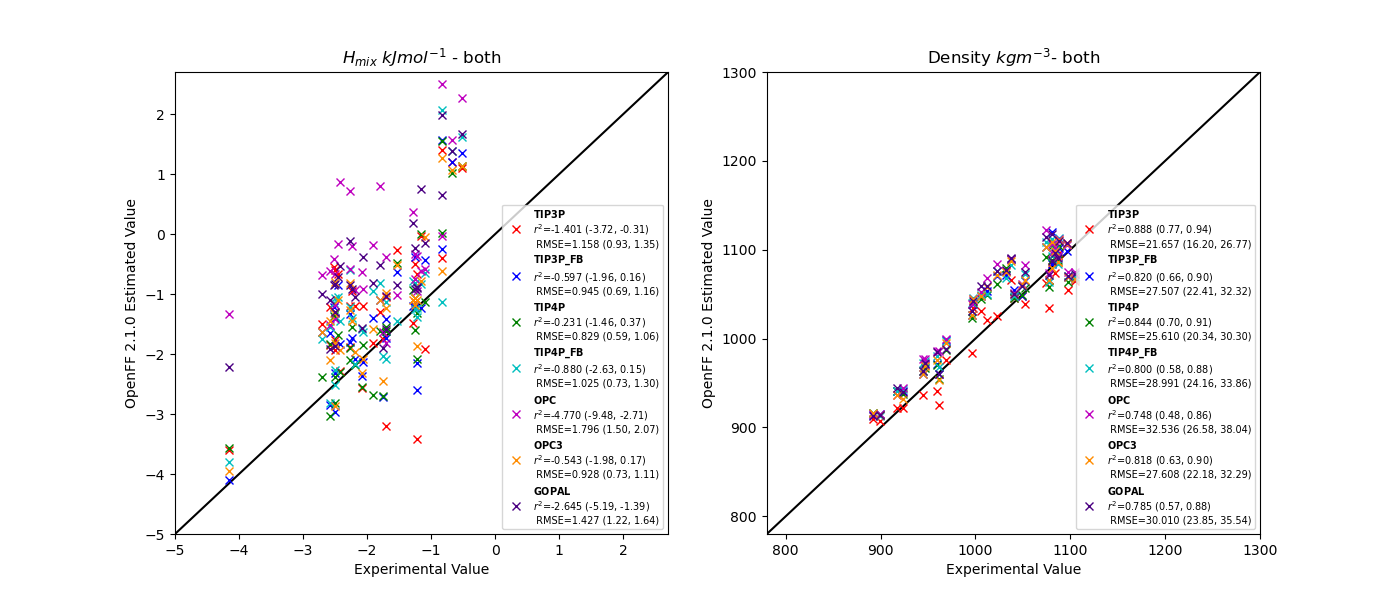 H_mix kJmol^−1 - both
OpenFF 2.1.0 Estimated Value
2
1
0
−1
−2
−3
−4
−5
−5 −4 −3 −2 −1 0 1 2
Experimental Value
TIP3P
r²=-1.401 (-3.72, -0.31)
RMSE=1.158 (0.93, 1.35)
TIP3P_FB
r²=-0.597 (-1.96, 0.16)
RMSE=0.945 (0.69, 1.16)
TIP4P
r²=-0.231 (-1.46, 0.37)
RMSE=0.829 (0.59, 1.06)
TIP4P_FB
r²=-0.880 (-2.63, 0.15)
RMSE=1.025 (0.73, 1.30)
OPC
r²=-4.770 (-9.48, -2.71)
RMSE=1.796 (1.50, 2.07)
OPC3
r²=-0.543 (-1.98, 0.17)
RMSE=0.928 (0.73, 1.11)
GOPAL
r²=-2.645 (-5.19, -1.39)
RMSE=1.427 (1.22, 1.64)
Density kgm^−3- both
OpenFF 2.1.0 Estimated Value
1300
1200
1100
1000
900
800
800 900 1000 1100 1200 1300
Experimental Value
TIP3P
r²=0.888 (0.77, 0.94)
RMSE=21.657 (16.20, 26.77)
TIP3P_FB
r²=0.820 (0.66, 0.90)
RMSE=27.507 (22.41, 32.32)
TIP4P
r²=0.844 (0.70, 0.91)
RMSE=25.610 (20.34, 30.30)
TIP4P_FB
r²=0.800 (0.58, 0.88)
RMSE=28.991 (24.16, 33.86)
OPC
r²=0.748 (0.48, 0.86)
RMSE=32.536 (26.58, 38.04)
OPC3
r²=0.818 (0.63, 0.90)
RMSE=27.608 (22.18, 32.29)
GOPAL
r²=0.785 (0.57, 0.88)
RMSE=30.010 (23.85, 35.54)